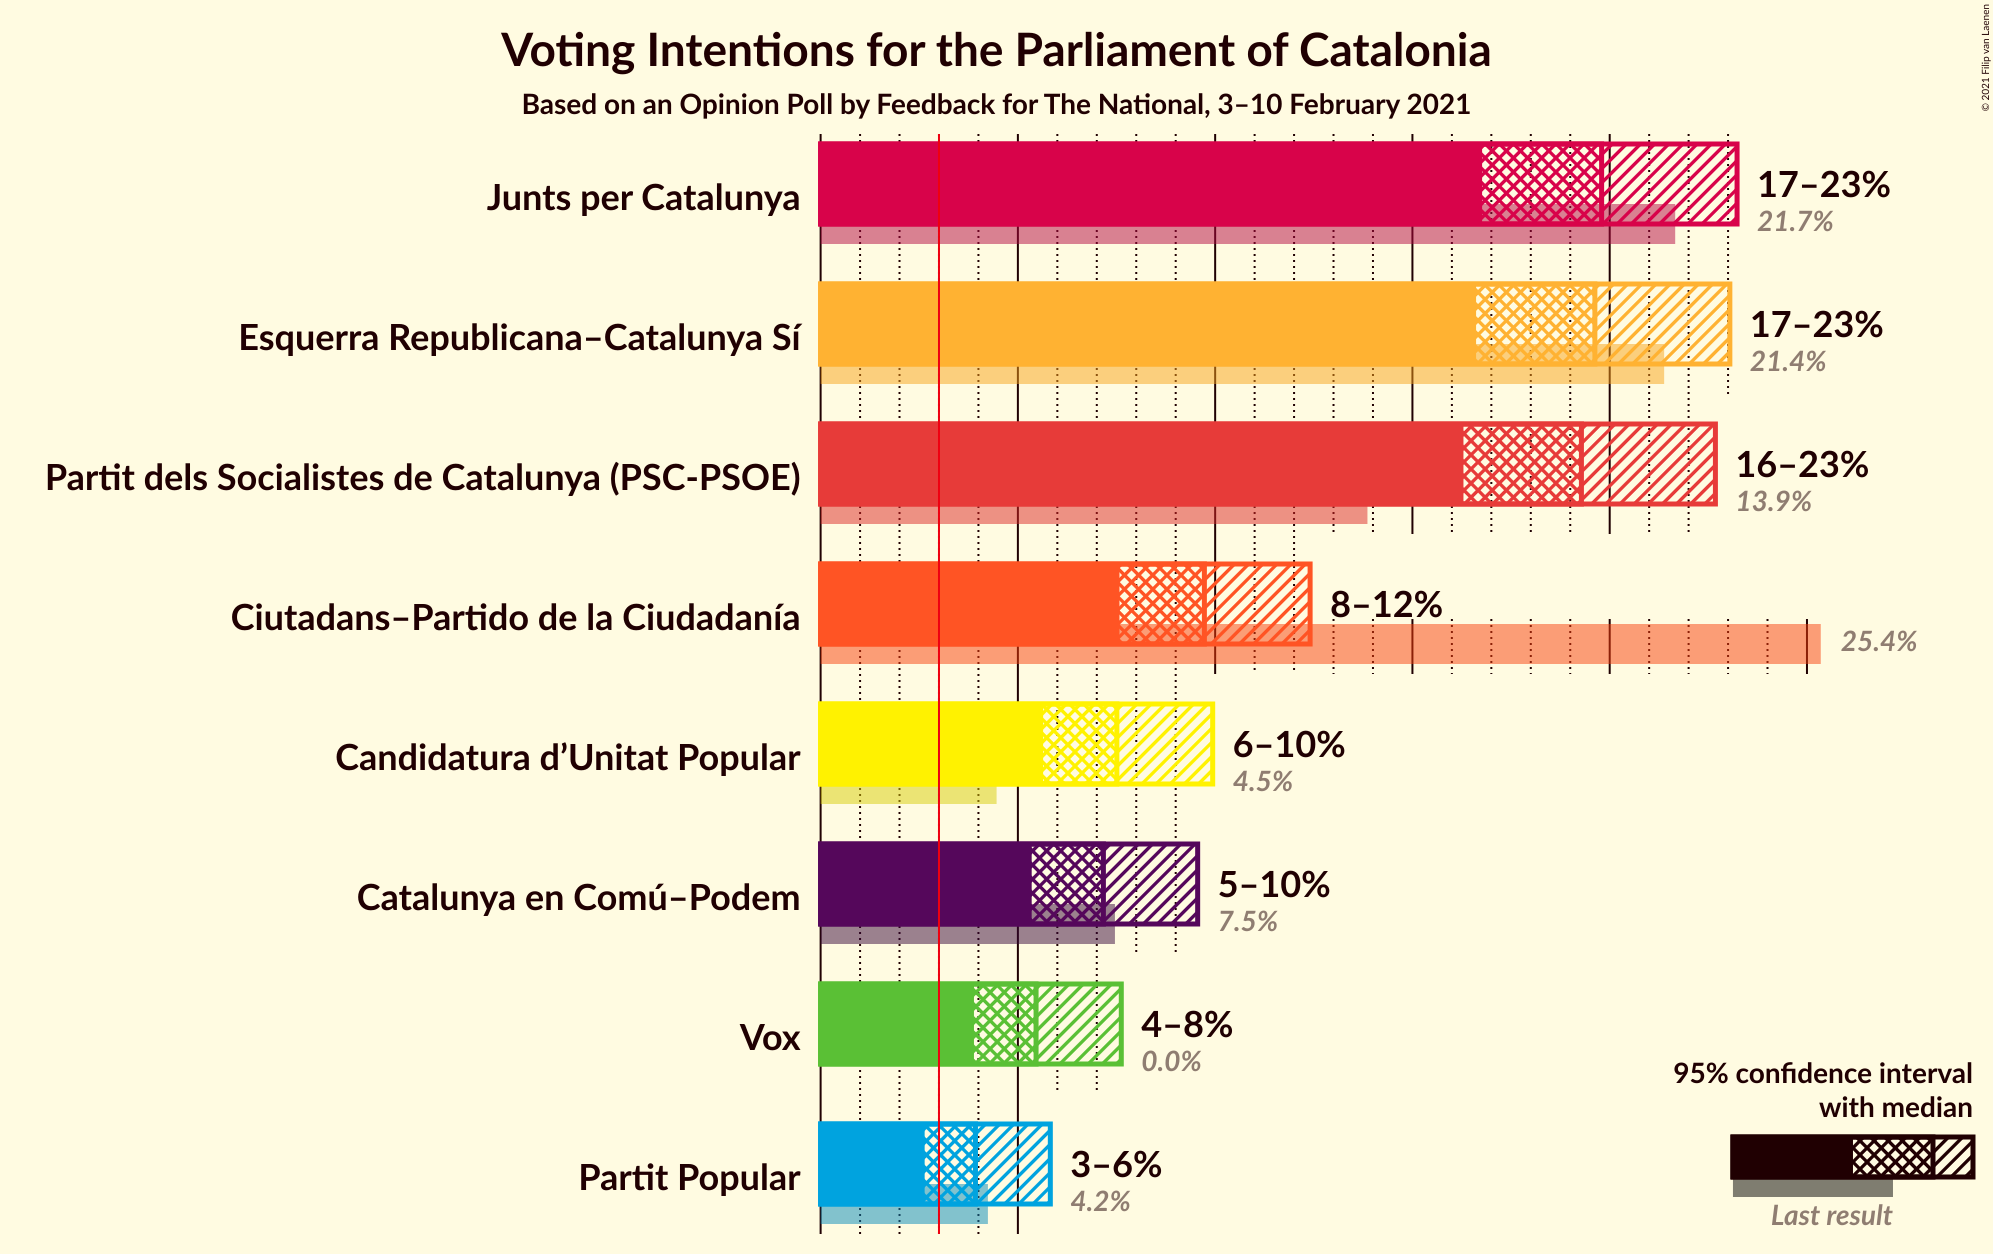 Voting Intentions for the Parliament of Catalonia
Based on an Opinion Poll by Feedback for The National, 3–10 February 2021
© 2021 Filip van Laenen
Junts per Catalunya
17–23%
21.7%
Esquerra Republicana–Catalunya Sí
17–23%
21.4%
Partit dels Socialistes de Catalunya (PSC-PSOE)
16–23%
13.9%
Ciutadans–Partido de la Ciudadanía
8–12%
25.4%
Candidatura d’Unitat Popular
6–10%
4.5%
Catalunya en Comú–Podem
5–10%
7.5%
Vox
4–8%
0.0%
Partit Popular
3–6%
4.2%
95% confidence interval
with median
Last result